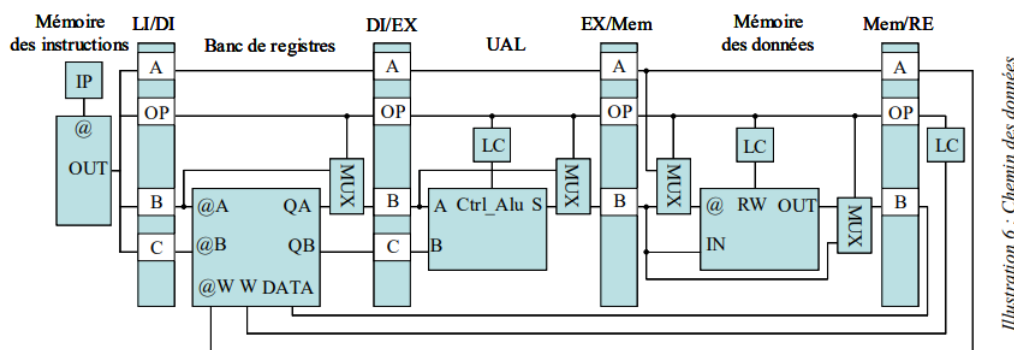 Mémoire
des instructions
LI/DI
Banc de registres
DI/EX
UAL
EX/Mem
Mémoire
des données
Mem/RE
IP
@
OUT
A
OP
B
C
@A
QA
@B
QB
@W
W
DATA
MUX
A
OP
B
C
LC
A
Ctrl_Alu
S
B
MUX
A
OP
B
MUX
LC
@
RW
OUT
IN
MUX
A
OP
B
LC
Illustration 6 : Chemin des données